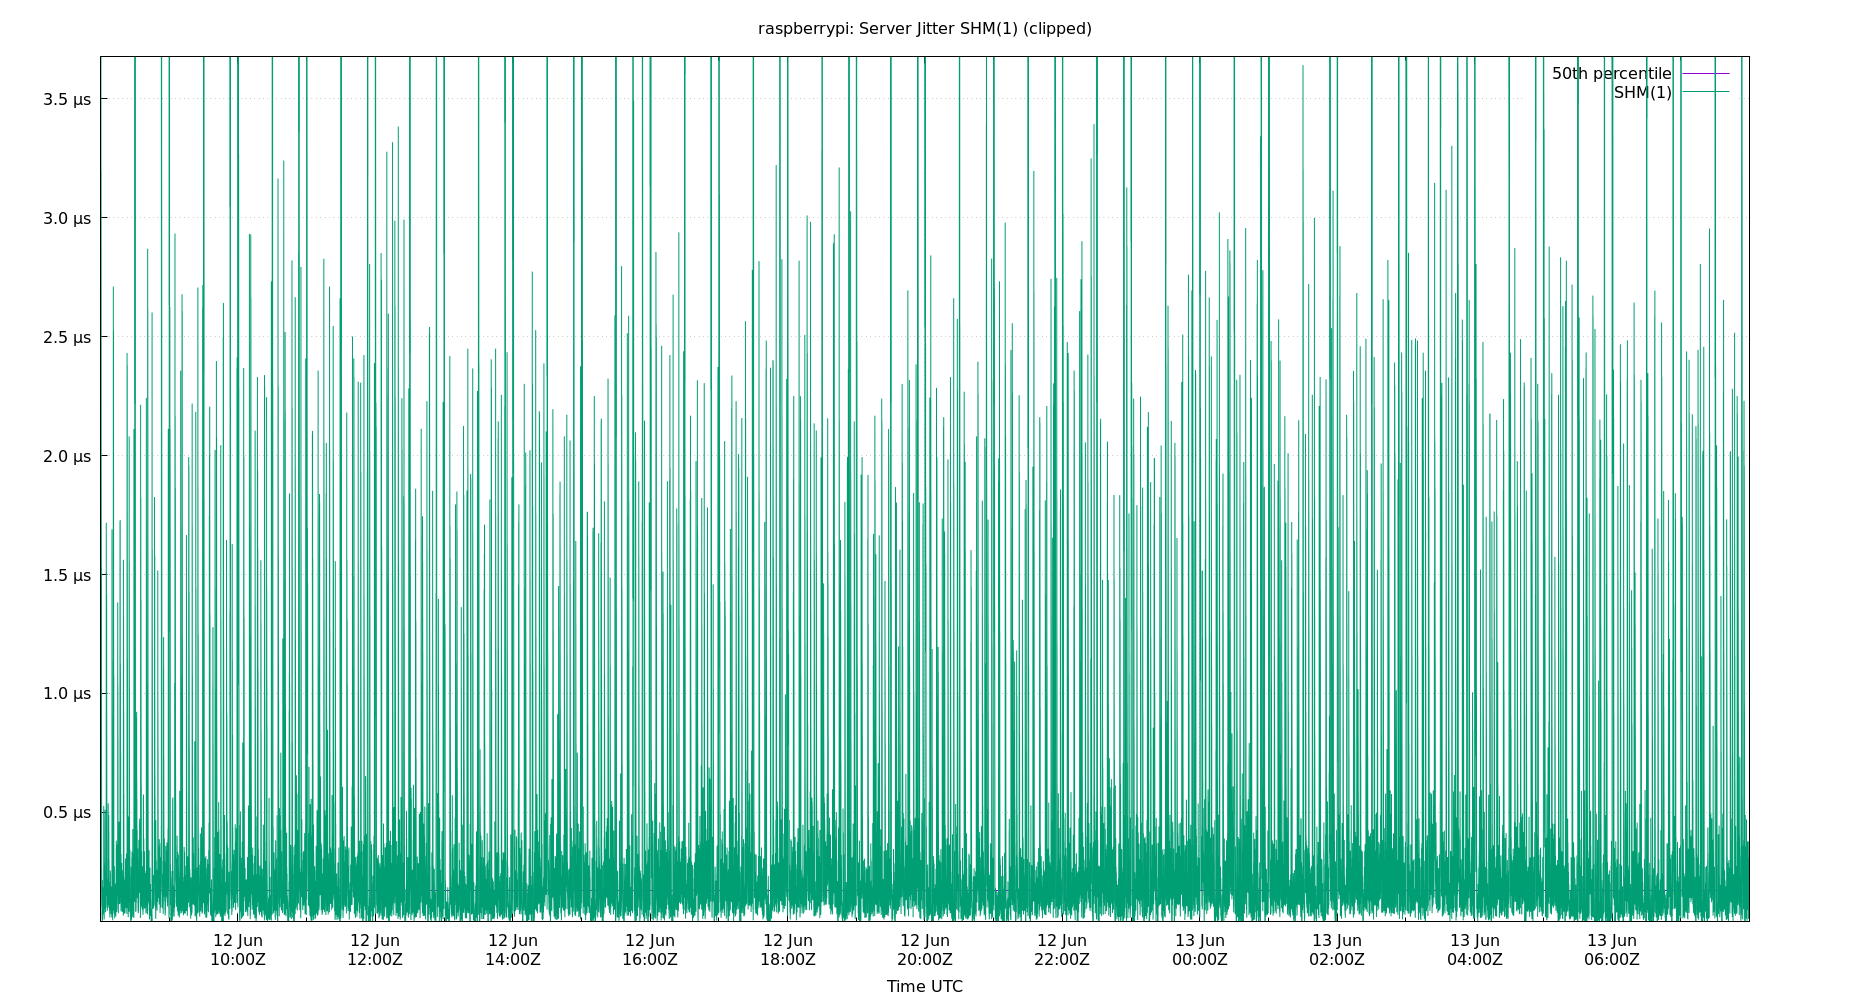 raspberrypi: Server Jitter SHM(1) (clipped)
50th percentile
SHM(1)
3.5 μs
3.0 μs
2.5 μs
2.0 μs
1.5 μs
1.0 μs
0.5 μs
12 Jun 12 Jun 12 Jun 12 Jun 12 Jun 12 Jun 12 Jun 13 Jun 13 Jun 13 Jun 13 Jun
10:00Z 12:00Z 14:00Z 16:00Z 18:00Z 20:00Z 22:00Z 00:00Z 02:00Z 04:00Z 06:00Z
Time UTC